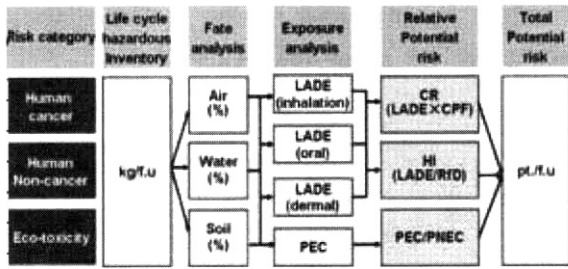 Risk category
Life cycle
hazardous
Inventory
Fate
analysis
Exposure
analysis
Relative
Potential
risk
Total
Potential
risk
Human
cancer
Human
Non-cancer
Eco-toxicity
kg/f.u
Air
(%)
Water
(%)
Soil
(%)
LADE
(inhalation)
LADE
(oral)
LADE
(dermal)
PEC
CR
(LADE×CPF)
HI
(LADE/RfD)
PEC/PNEC
pt./f.u